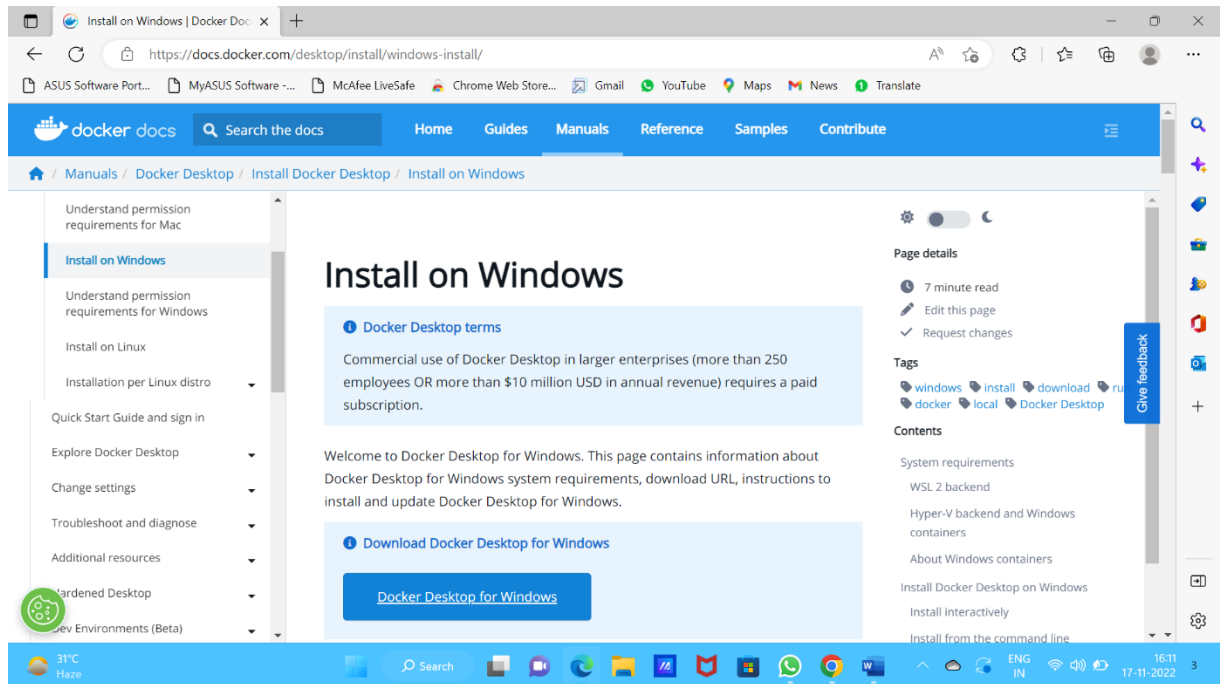 Install on Windows | Docker Doc
https://docs.docker.com/desktop/install/windows-install/
ASUS Software Port... MyASUS Software -... McAfee LiveSafe Chrome Web Store... Gmail YouTube Maps News Translate
docker docs Search the docs Home Guides Manuals Reference Samples Contribute
/ Manuals / Docker Desktop / Install Docker Desktop / Install on Windows
Understand permission
requirements for Mac
Install on Windows
Understand permission
requirements for Windows
Install on Linux
Installation per Linux distro
Quick Start Guide and sign in
Explore Docker Desktop
Change settings
Troubleshoot and diagnose
Additional resources
ardened Desktop
ev Environments (Beta)
Install on Windows
Docker Desktop terms
Commercial use of Docker Desktop in larger enterprises (more than 250
employees OR more than $10 million USD in annual revenue) requires a paid
subscription.
Welcome to Docker Desktop for Windows. This page contains information about
Docker Desktop for Windows system requirements, download URL, instructions to
install and update Docker Desktop for Windows.
Download Docker Desktop for Windows
Docker Desktop for Windows
Page details
7 minute read
Edit this page
Request changes
Tags
windows install download ru
docker local Docker Desktop
Contents
System requirements
WSL 2 backend
Hyper-V backend and Windows
containers
About Windows containers
Install Docker Desktop on Windows
Install interactively
Install from the command line
Give feedback
31°C
Haze
Search
ENG
IN
16:11
17-11-2022
3